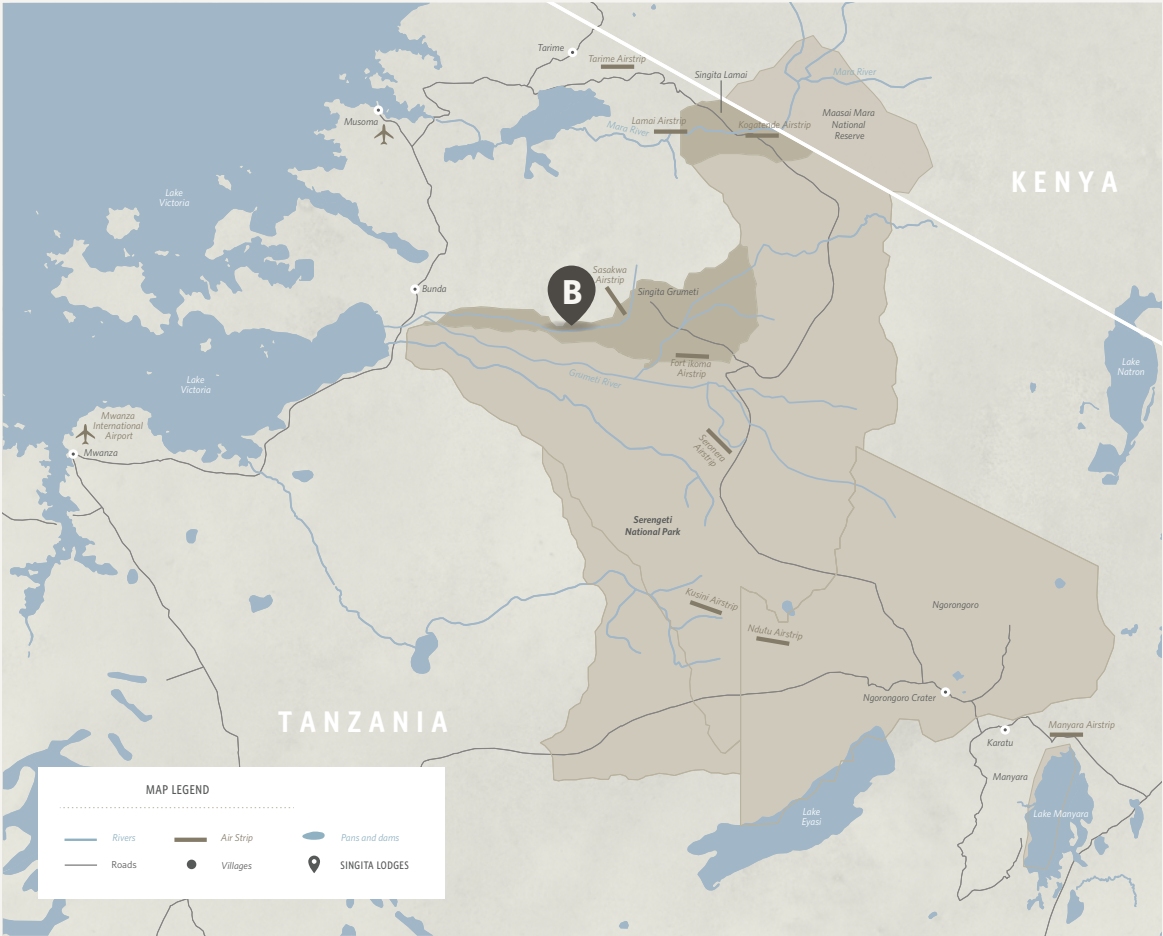 Tarime
Tarime Airstrip
Singita Lamai
Mara River
Musoma
Lamai Airstrip
Mara River
Kogatende Airstrip
Maasai Mara
National
Reserve
KENYA
Lake
Victoria
Bunda
B
Sasakwa
Airstrip
Singita Grumeti
Fort Ikoma
Airstrip
Grumeti River
Lake
Natron
Lake
Victoria
Mwanza
International
Airport
Mwanza
Seronera
Airstrip
Serengeti
National Park
Kusini Airstrip
Ndutu Airstrip
Ngorongoro
Ngorongoro Crater
TANZANIA
Karatu
Manyara Airstrip
Manyara
Lake
Eyasi
Lake Manyara
MAP LEGEND
Rivers
Air Strip
Pans and dams
Roads
Villages
SINGITA LODGES